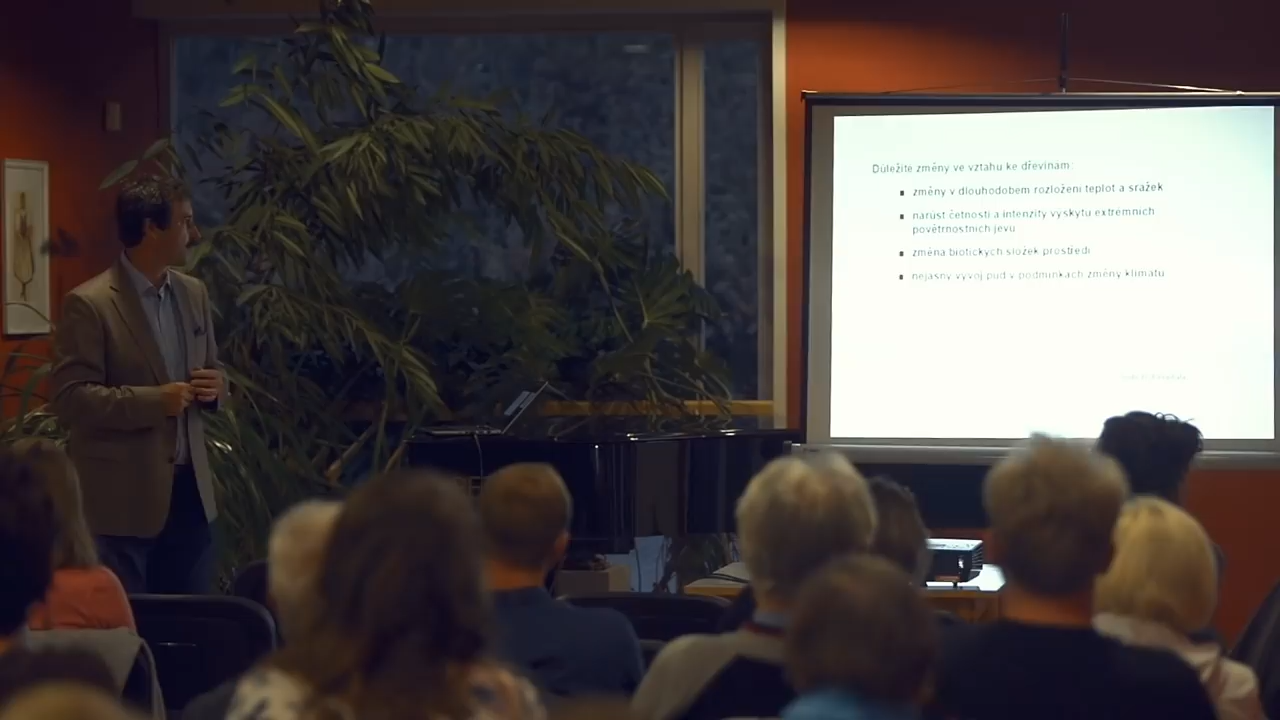 Důležité změny ve vztahu ke dřevinám:
změny v dlouhodobém rozložení teplot a srážek
nárůst četnosti a intenzity výskytu extrémních
povětrnostních jevů
změna biotických složek prostředí
nejasný vývoj půd v podmínkách změny klimatu